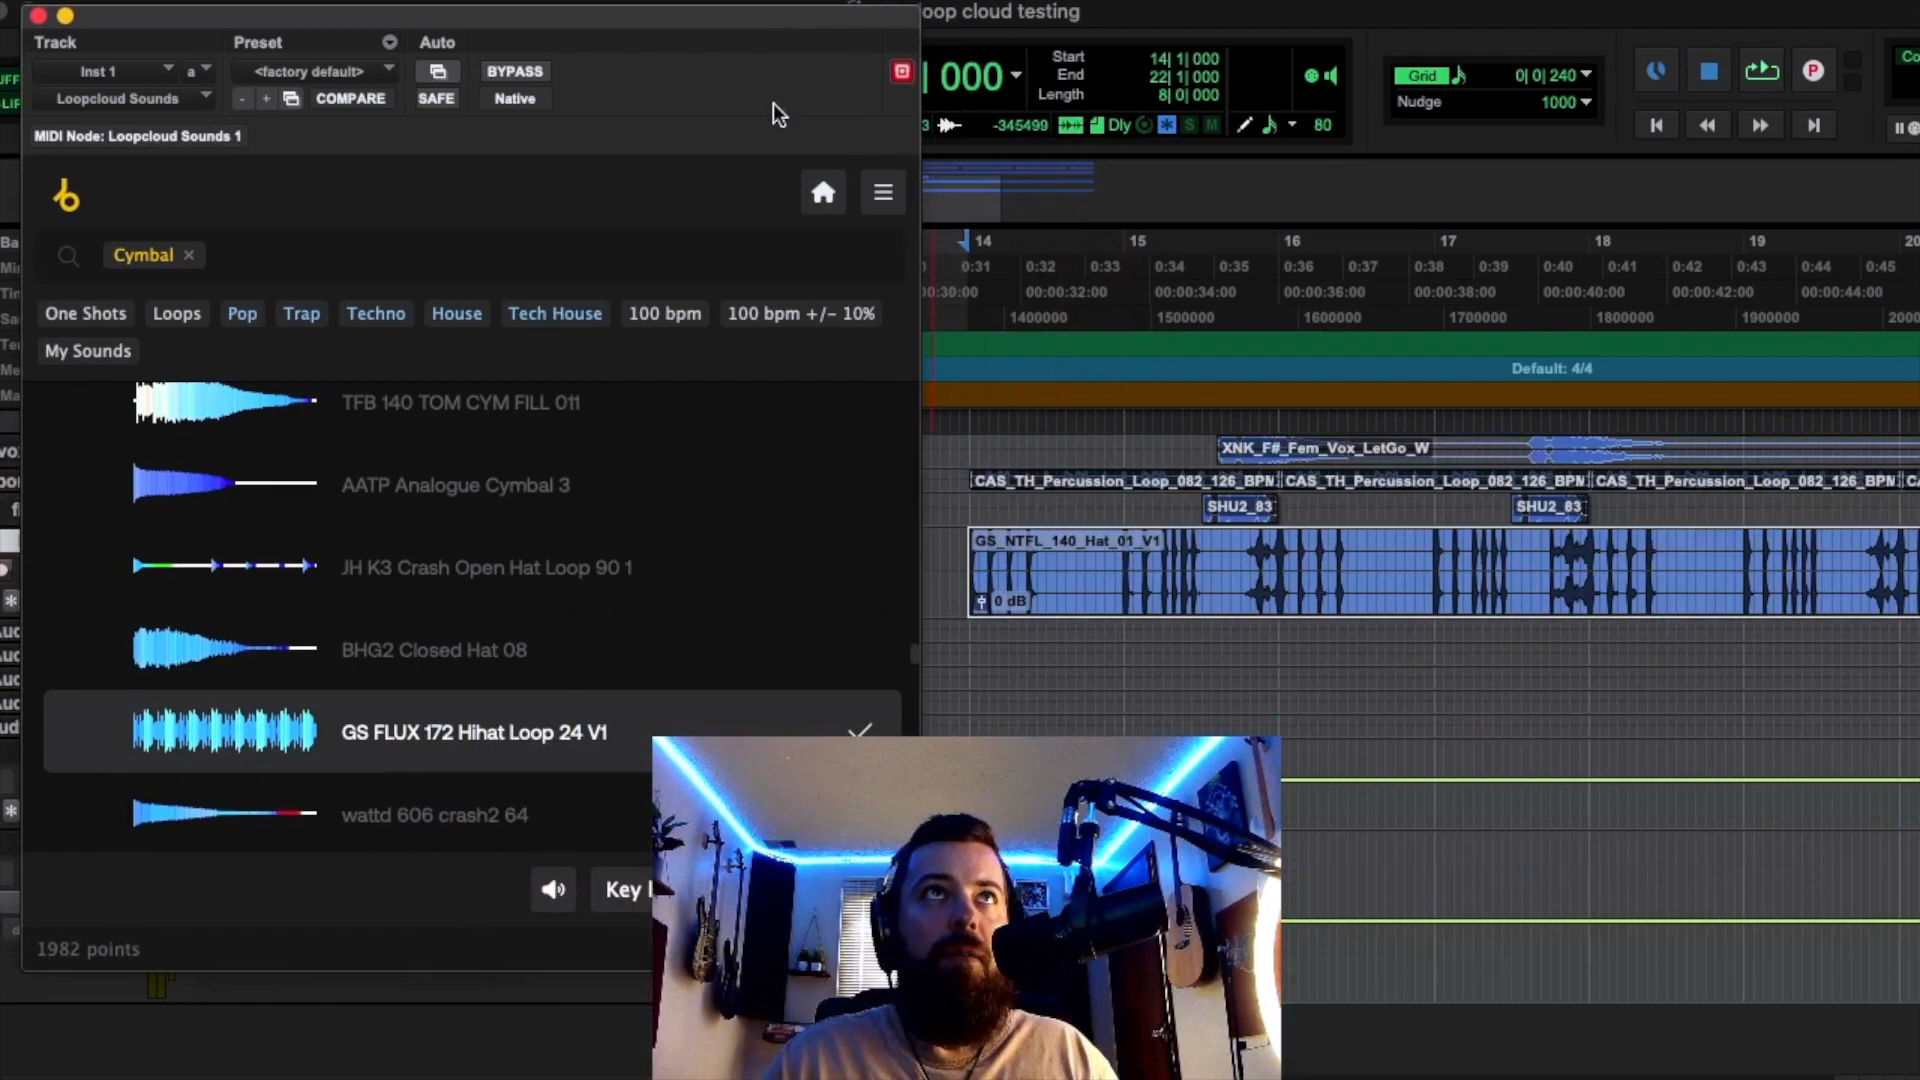 oop cloud testing
Track
Preset
Auto
Inst 1
a
<factory default>
BYPASS
Loopcloud Sounds
- +
COMPARE
SAFE
Native
MIDI Node: Loopcloud Sounds 1
000
Start 14| 1| 000
End 22| 1| 000
Length 8| 0| 000
3
-345499
Dly
S
M
80
Grid
0| 0| 240
Nudge
1000
P
Cymbal ×
One Shots
Loops
Pop
Trap
Techno
House
Tech House
100 bpm
100 bpm +/- 10%
My Sounds
TFB 140 TOM CYM FILL 011
AATP Analogue Cymbal 3
JH K3 Crash Open Hat Loop 90 1
BHG2 Closed Hat 08
GS FLUX 172 Hihat Loop 24 V1
wattd 606 crash2 64
Key
1982 points
14 15 16 17 18 19 20
0:31 0:32 0:33 0:34 0:35 0:36 0:37 0:38 0:39 0:40 0:41 0:42 0:43 0:44 0:45
00:30:00 00:00:32:00 00:00:34:00 00:00:36:00 00:00:38:00 00:00:40:00 00:00:42:00 00:00:44:00
1400000 1500000 1600000 1700000 1800000 1900000 2000
Default: 4/4
XNK_F#_Fem_Vox_LetGo_W
CAS_TH_Percussion_Loop_082_126_BPM CAS_TH_Percussion_Loop_082_126_BPM CAS_TH_Percussion_Loop_082_126_BPM
SHU2_83 SHU2_83
GS_NTFL_140_Hat_01_V1
0 dB